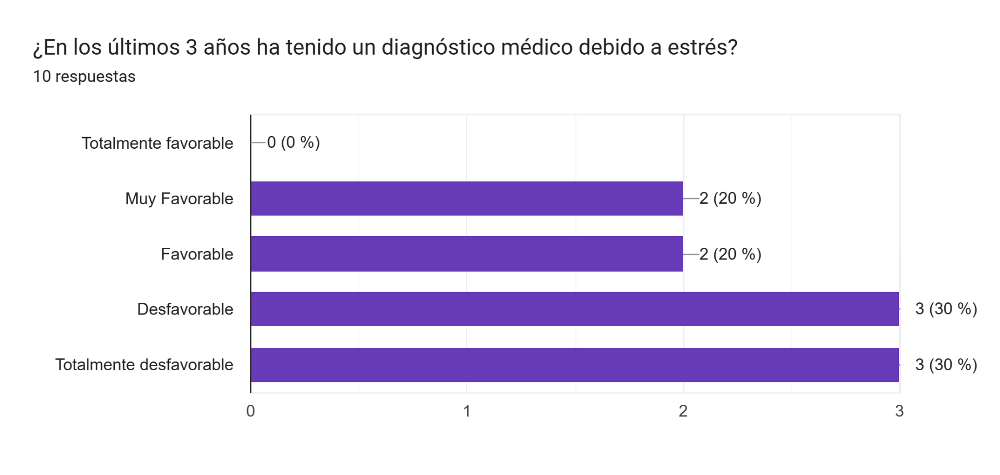 ¿En los últimos 3 años ha tenido un diagnóstico médico debido a estrés?
10 respuestas
Totalmente favorable 0 (0 %)
Muy Favorable 2 (20 %)
Favorable 2 (20 %)
Desfavorable 3 (30 %)
Totalmente desfavorable 3 (30 %)
0 1 2 3